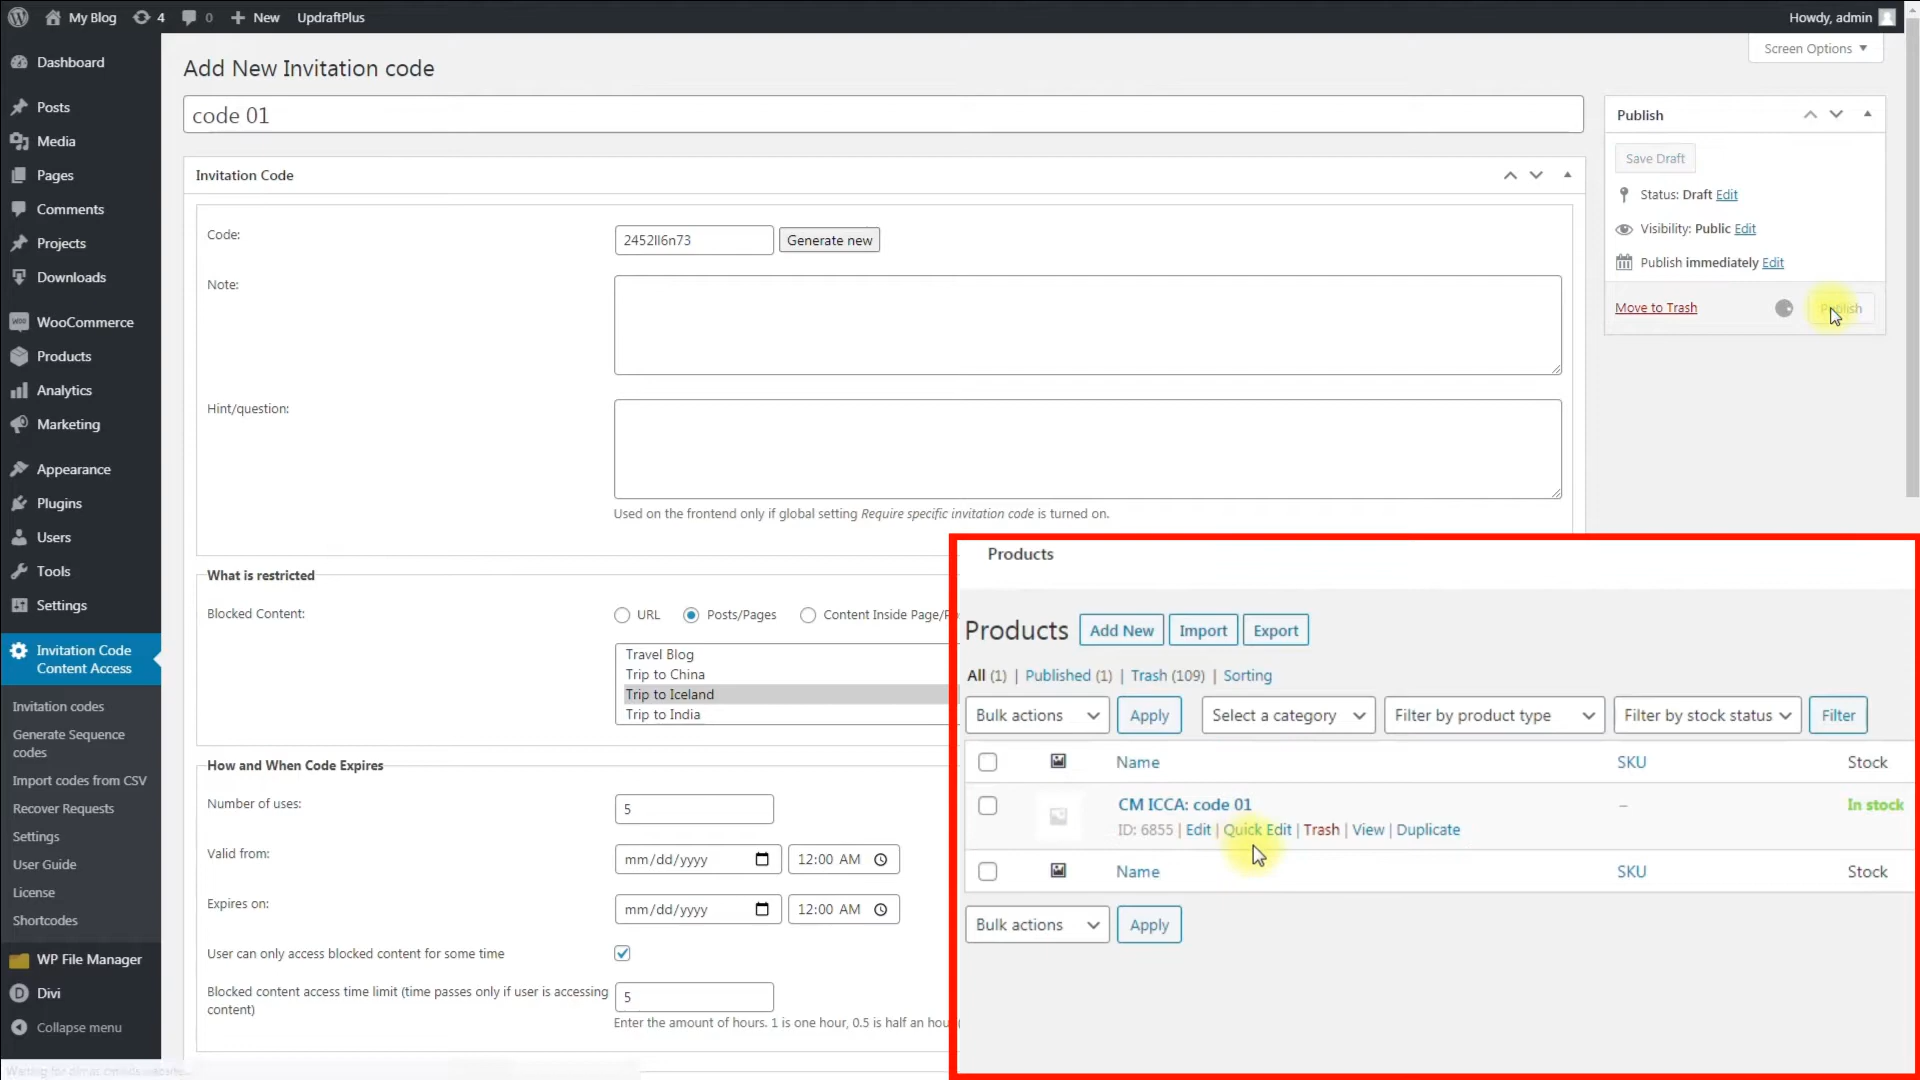 My Blog 4 0 New UpdraftPlus Howdy, admin
Screen Options
Dashboard
Posts
Media
Pages
Comments
Projects
Downloads
WooCommerce
Products
Analytics
Marketing
Appearance
Plugins
Users
Tools
Settings
Invitation Code
Content Access
Invitation codes
Generate Sequence
codes
Import codes from CSV
Recover Requests
Settings
User Guide
License
Shortcodes
WP File Manager
Divi
Collapse menu
Add New Invitation code
code 01
Invitation Code
Code: 2452II6n73 Generate new
Note:
Hint/question:
Used on the frontend only if global setting Require specific invitation code is turned on.
What is restricted
Blocked Content: URL Posts/Pages Content Inside Page/P
Travel Blog
Trip to China
Trip to Iceland
Trip to India
How and When Code Expires
Number of uses: 5
Valid from: mm/dd/yyyy 12:00 AM
Expires on: mm/dd/yyyy 12:00 AM
User can only access blocked content for some time
Blocked content access time limit (time passes only if user is accessing
content) 5
Enter the amount of hours. 1 is one hour, 0.5 is half an hou
Publish
Save Draft
Status: Draft Edit
Visibility: Public Edit
Publish immediately Edit
Move to Trash Publish
Products
Products Add New Import Export
All (1) | Published (1) | Trash (109) | Sorting
Bulk actions Apply Select a category Filter by product type Filter by stock status Filter
Name SKU Stock
CM ICCA: code 01 – In stock
ID: 6855 | Edit | Quick Edit | Trash | View | Duplicate
Name SKU Stock
Bulk actions Apply